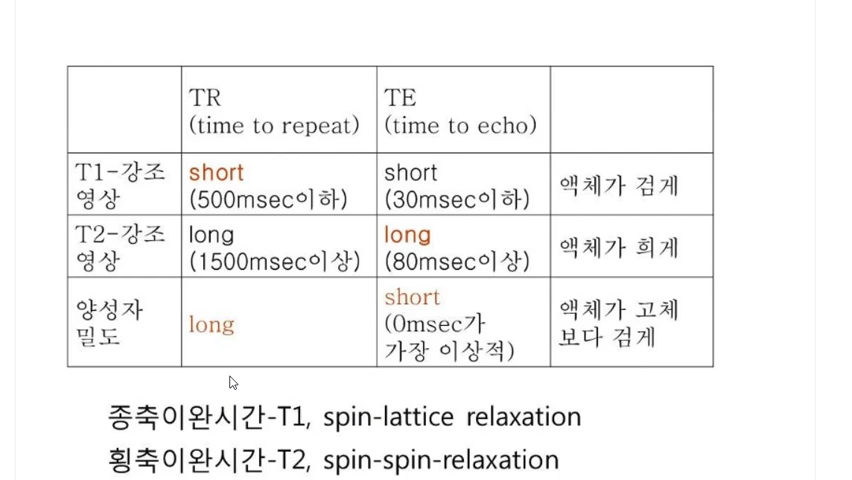 TR
(time to repeat)
TE
(time to echo)
T1-강조
영상
short
(500msec이하)
short
(30msec이하)
액체가 검게
T2-강조
영상
long
(1500msec이상)
long
(80msec이상)
액체가 희게
양성자
밀도
long
short
(0msec가
가장 이상적)
액체가 고체
보다 검게
종축이완시간-T1, spin-lattice relaxation
횡축이완시간-T2, spin-spin-relaxation